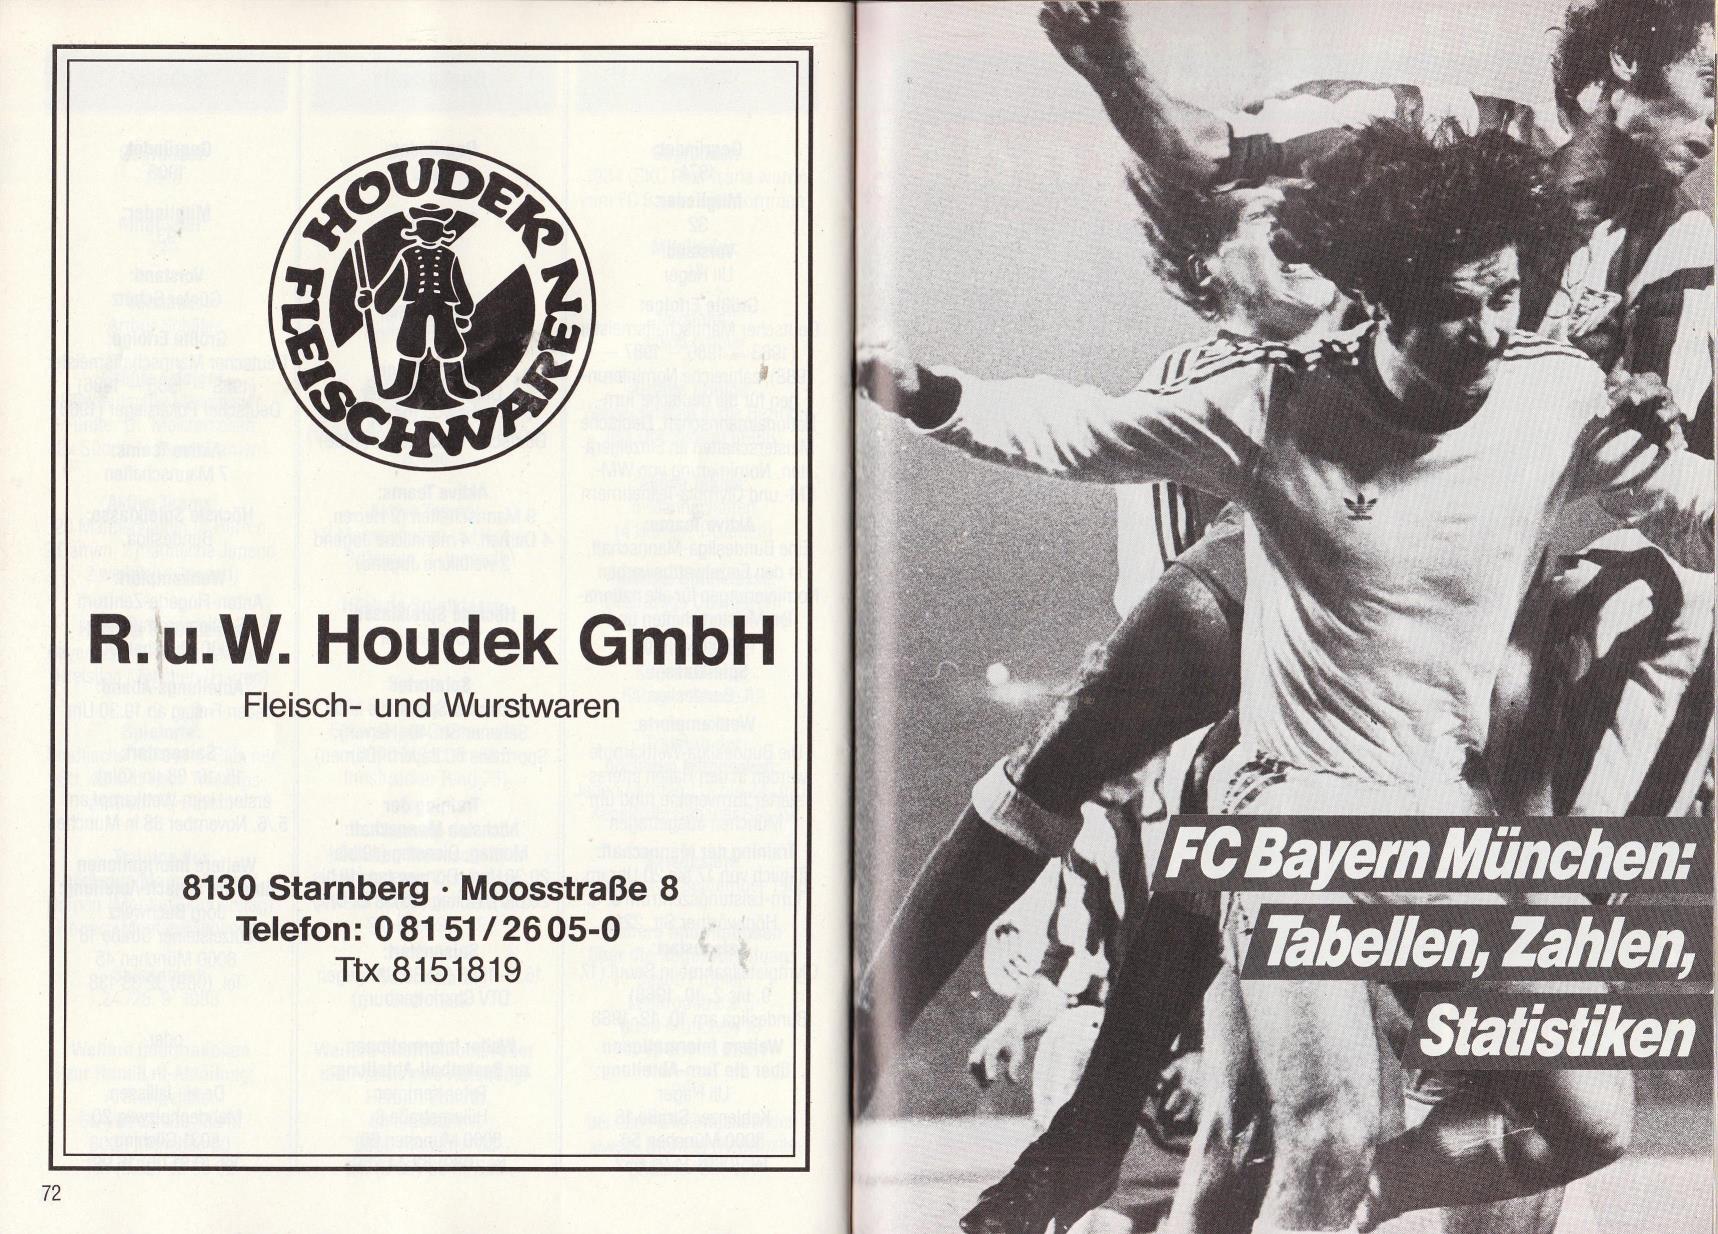 HOUDEK
FLEISCHWAREN
R.u.W. Houdek GmbH
Fleisch- und Wurstwaren
8130 Starnberg · Moosstraße 8
Telefon: 0 81 51 / 26 05-0
Ttx 8151819
72
FC Bayern München:
Tabellen, Zahlen,
Statistiken